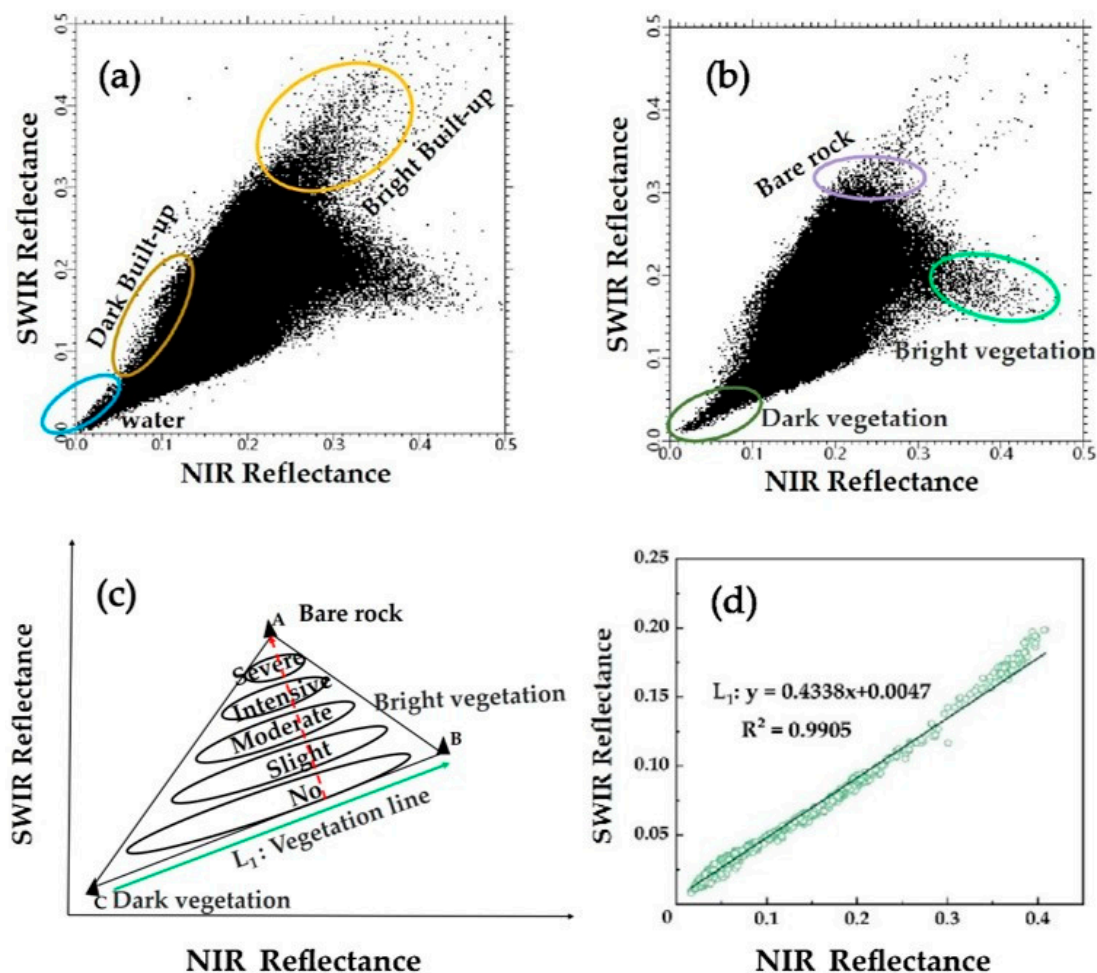 (a)
SWIR Reflectance
0.5
0.4
0.3
0.2
0.1
0.0
Bright Built-up
Dark Built-up
water
0.0 0.1 0.2 0.3 0.4 0.5
NIR Reflectance
(b)
SWIR Reflectance
0.5
0.4
0.3
0.2
0.1
0.0
Bare rock
Bright vegetation
Dark vegetation
0.0 0.1 0.2 0.3 0.4 0.5
NIR Reflectance
(c)
SWIR Reflectance
A Bare rock
Severe
Intensive
Bright vegetation
Moderate
B
Slight
No
L1: Vegetation line
C Dark vegetation
NIR Reflectance
(d)
SWIR Reflectance
0.25
0.20
0.15
0.10
0.05
L1: y = 0.4338x+0.0047
R² = 0.9905
0 0.1 0.2 0.3 0.4
NIR Reflectance